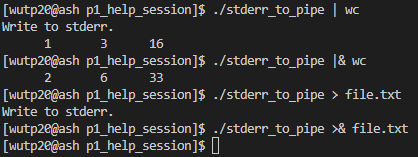 [wutp20@ash p1_help_session]$ ./stderr_to_pipe | wc
Write to stderr.
      1       3      16
[wutp20@ash p1_help_session]$ ./stderr_to_pipe |& wc
      2       6      33
[wutp20@ash p1_help_session]$ ./stderr_to_pipe > file.txt
Write to stderr.
[wutp20@ash p1_help_session]$ ./stderr_to_pipe >& file.txt
[wutp20@ash p1_help_session]$